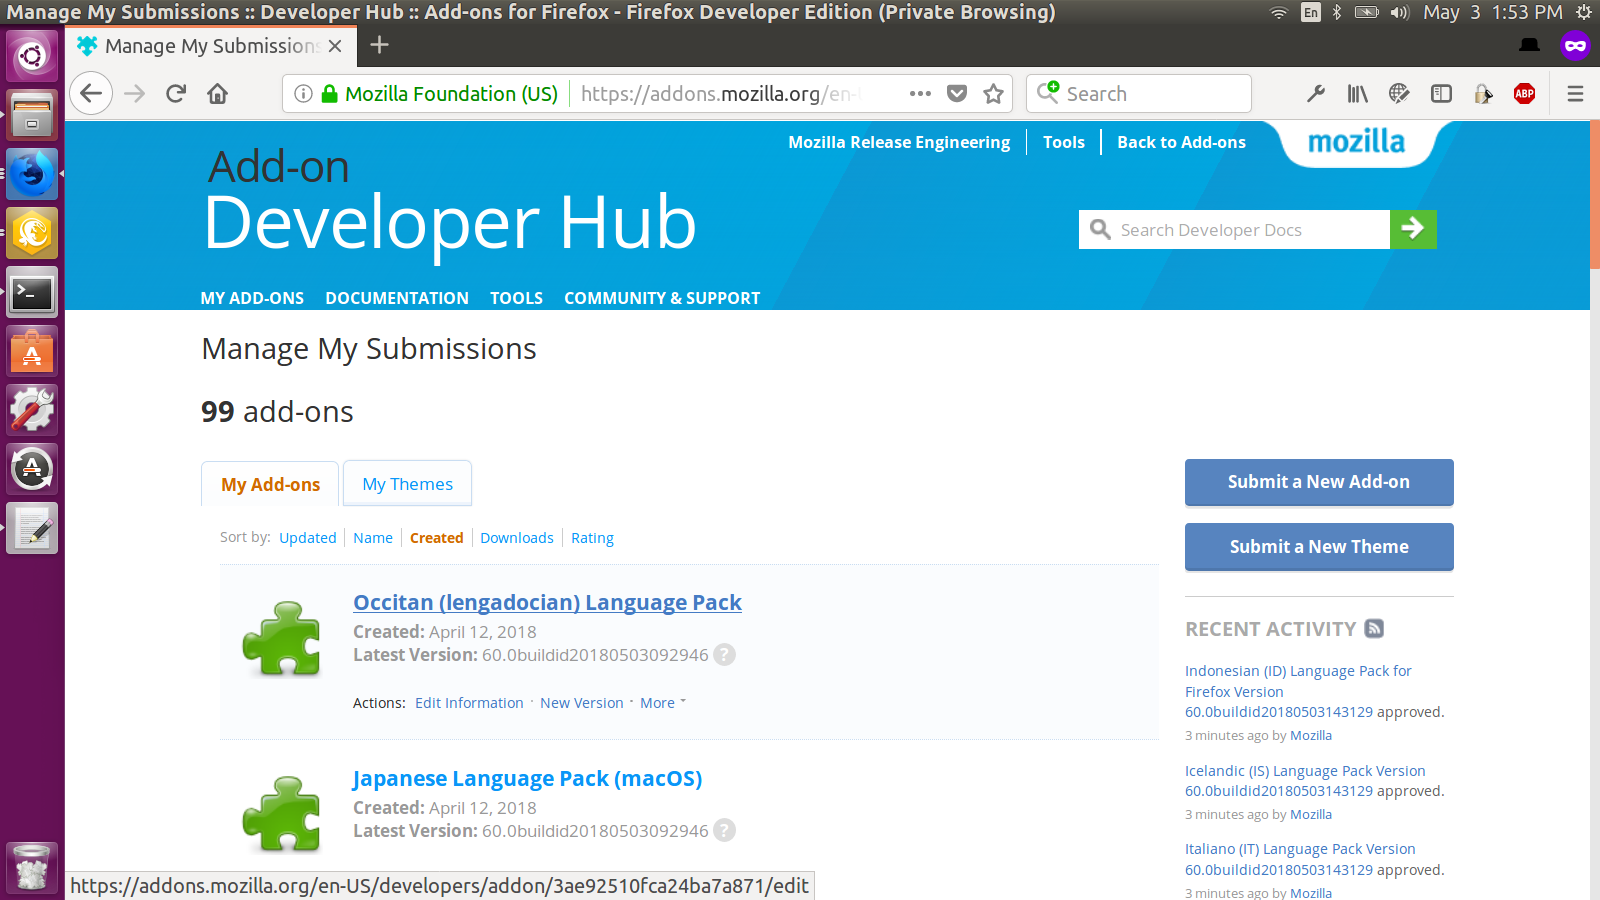 Manage My Submissions :: Developer Hub :: Add-ons for Firefox - Firefox Developer Edition (Private Browsing)
En
May 3 1:53 PM
Manage My Submissions
Mozilla Foundation (US)
https://addons.mozilla.org/en-
Search
ABP
Mozilla Release Engineering
Tools
Back to Add-ons
mozilla
Add-on
Developer Hub
Search Developer Docs
MY ADD-ONS
DOCUMENTATION
TOOLS
COMMUNITY & SUPPORT
Manage My Submissions
99 add-ons
My Add-ons
My Themes
Sort by: Updated Name Created Downloads Rating
Occitan (lengadocian) Language Pack
Created: April 12, 2018
Latest Version: 60.0buildid20180503092946 ?
Actions: Edit Information · New Version · More
Japanese Language Pack (macOS)
Created: April 12, 2018
Latest Version: 60.0buildid20180503092946 ?
Submit a New Add-on
Submit a New Theme
RECENT ACTIVITY
Indonesian (ID) Language Pack for
Firefox Version
60.0buildid20180503143129 approved.
3 minutes ago by Mozilla
Icelandic (IS) Language Pack Version
60.0buildid20180503143129 approved.
3 minutes ago by Mozilla
Italiano (IT) Language Pack Version
60.0buildid20180503143129 approved.
3 minutes ago by Mozilla
https://addons.mozilla.org/en-US/developers/addon/3ae92510fca24ba7a871/edit